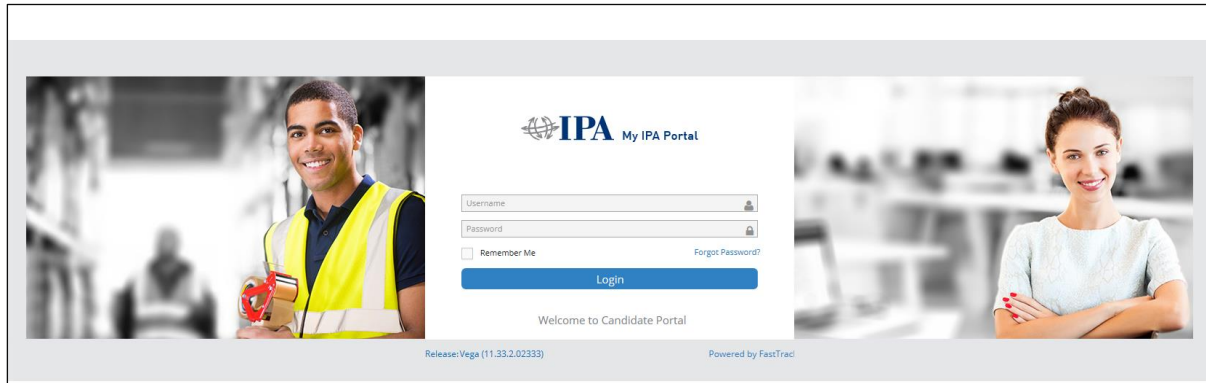 IPA My IPA Portal
Username
Password
Remember Me Forgot Password?
Login
Welcome to Candidate Portal
Release:Vega (11.33.2.02333) Powered by FastTrac